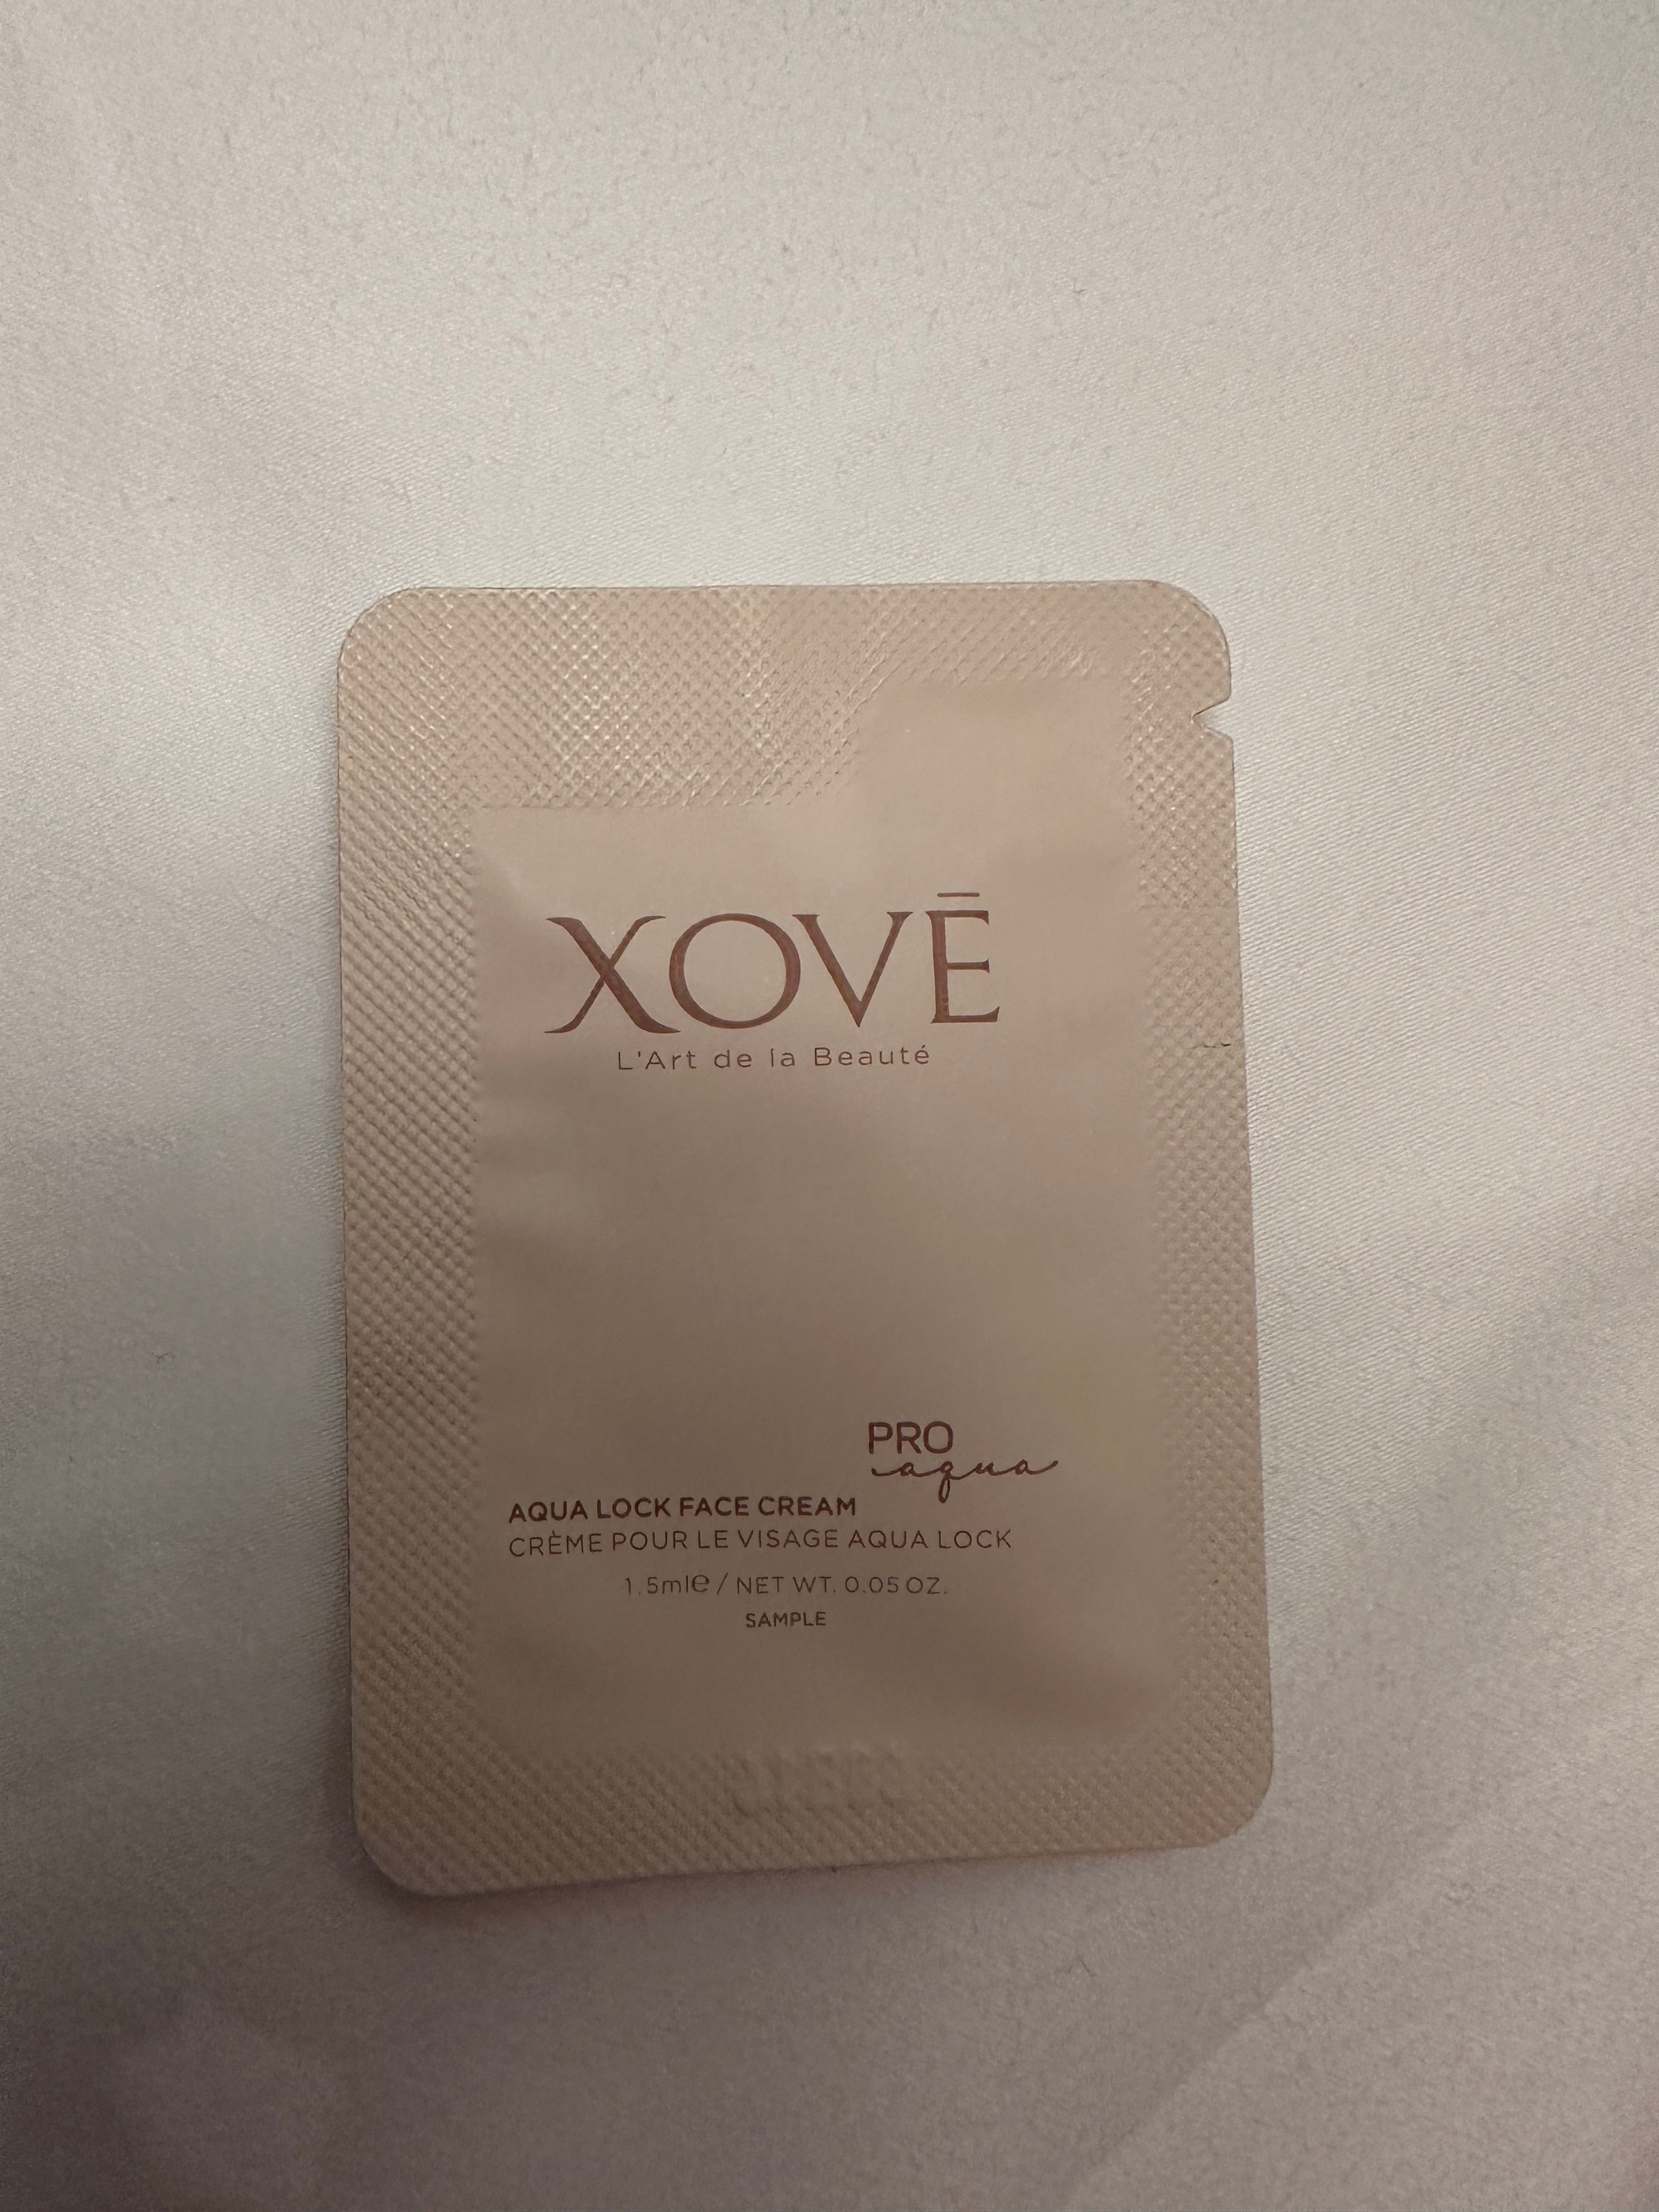 XOVĒ
L'Art de la Beauté
PRO
aqua
AQUA LOCK FACE CREAM
CRÈME POUR LE VISAGE AQUA LOCK
1.5ml℮ / NET WT. 0.05 OZ.
SAMPLE